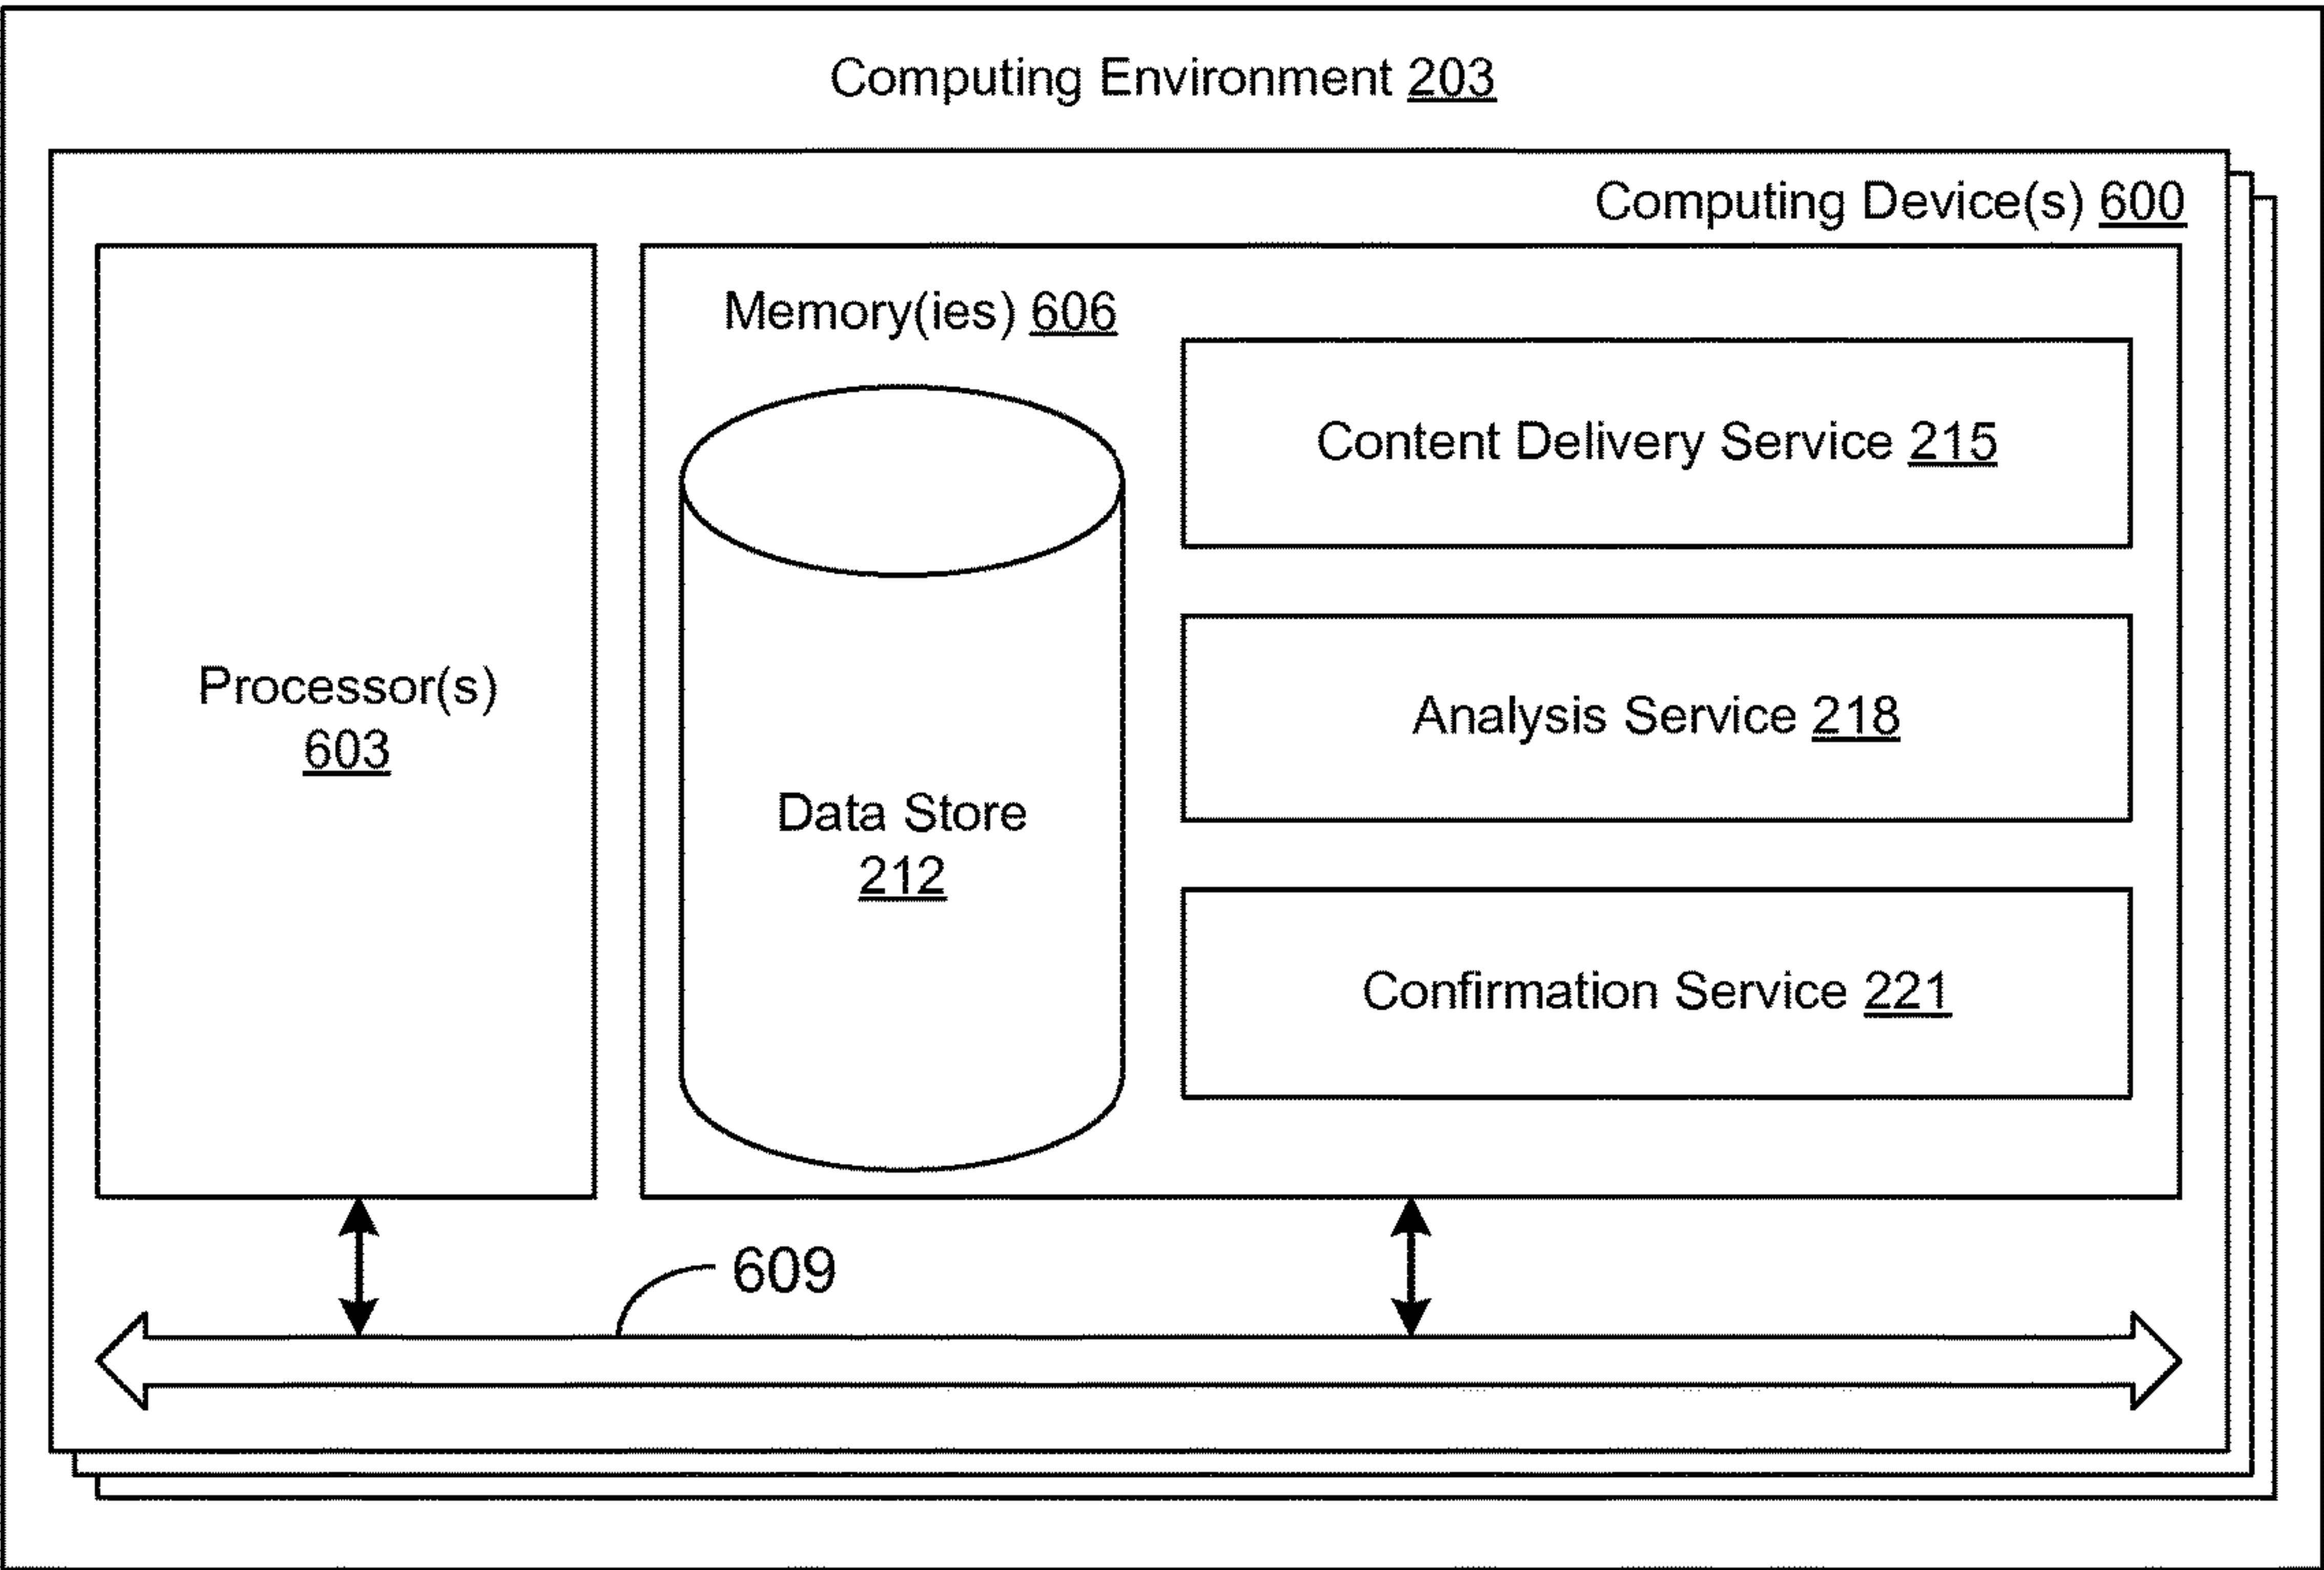 Computing Environment 203
Computing Device(s) 600
Memory(ies) 606
Content Delivery Service 215
Processor(s)
603
Analysis Service 218
Data Store
212
Confirmation Service 221
609